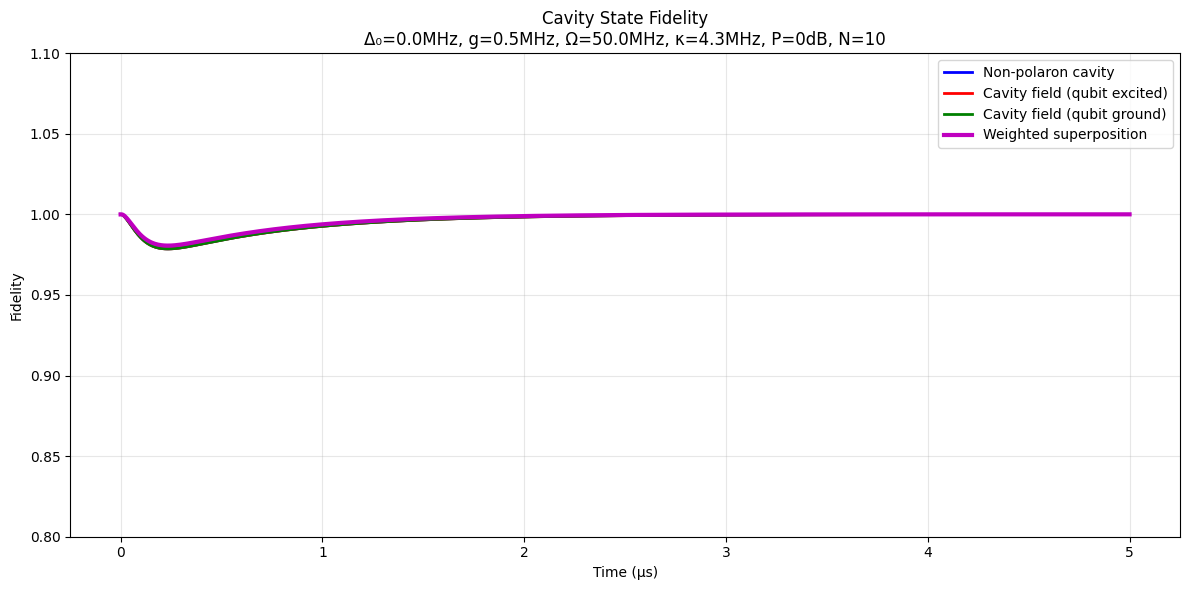 Cavity State Fidelity
Δ₀=0.0MHz, g=0.5MHz, Ω=50.0MHz, κ=4.3MHz, P=0dB, N=10
1.10
1.05
1.00
0.95
0.90
0.85
0.80
Fidelity
Non-polaron cavity
Cavity field (qubit excited)
Cavity field (qubit ground)
Weighted superposition
0 1 2 3 4 5
Time (μs)